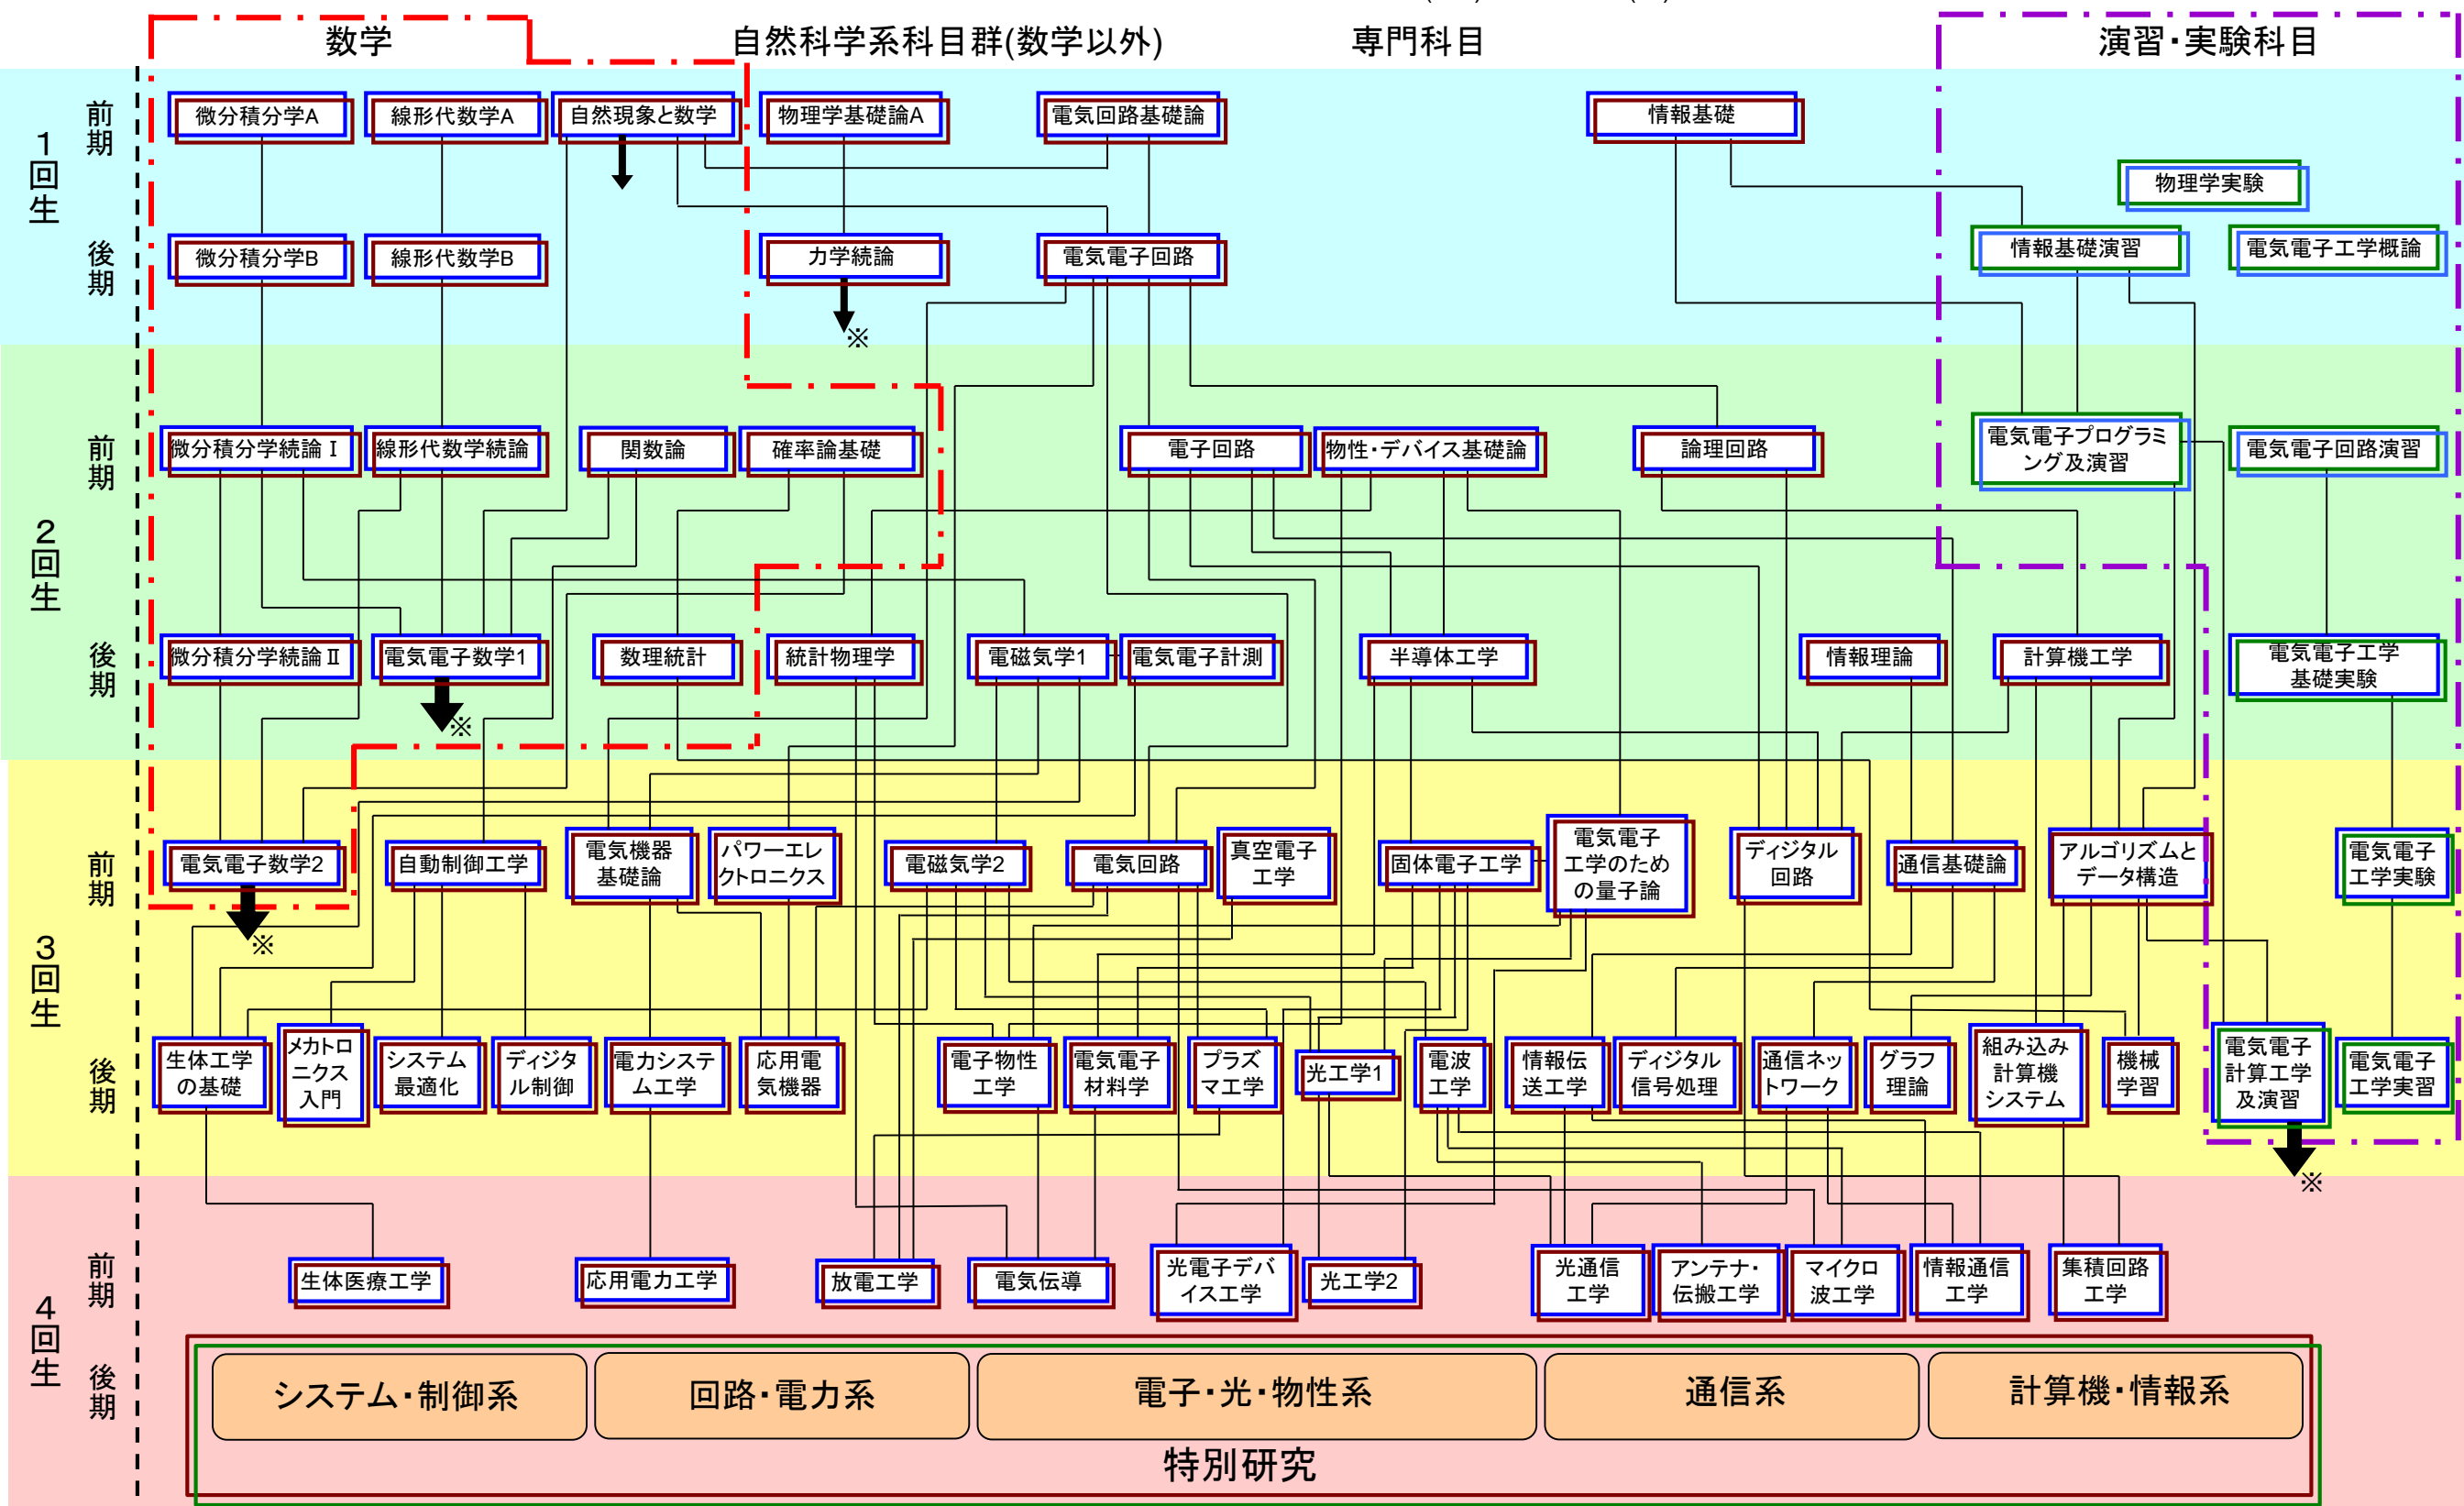 数学
自然科学系科目群(数学以外)
専門科目
演習・実験科目
1回生
前期
微分積分学A
線形代数学A
自然現象と数学
物理学基礎論A
電気回路基礎論
情報基礎
物理学実験
後期
微分積分学B
線形代数学B
力学続論
電気電子回路
情報基礎演習
電気電子工学概論
※
2回生
前期
微分積分学続論Ⅰ
線形代数学続論
関数論
確率論基礎
電子回路
物性・デバイス基礎論
論理回路
電気電子プログラミ
ング及演習
電気電子回路演習
後期
微分積分学続論Ⅱ
電気電子数学1
数理統計
統計物理学
電磁気学1
電気電子計測
半導体工学
情報理論
計算機工学
電気電子工学
基礎実験
※
3回生
前期
電気電子数学2
自動制御工学
電気機器
基礎論
パワーエレ
クトロニクス
電磁気学2
電気回路
真空電子
工学
固体電子工学
電気電子
工学のため
の量子論
ディジタル
回路
通信基礎論
アルゴリズムと
データ構造
電気電子
工学実験
※
後期
生体工学
の基礎
メカトロ
ニクス
入門
システム
最適化
ディジタ
ル制御
電力システ
ム工学
応用電
気機器
電子物性
工学
電気電子
材料学
プラズ
マ工学
光工学1
電波
工学
情報伝
送工学
ディジタル
信号処理
通信ネッ
トワーク
グラフ
理論
組み込み
計算機
システム
機械
学習
電気電子
計算工学
及演習
電気電子
工学実習
※
4回生
前期
生体医療工学
応用電力工学
放電工学
電気伝導
光電子デバ
イス工学
光工学2
光通信
工学
アンテナ・
伝搬工学
マイクロ
波工学
情報通信
工学
集積回路
工学
後期
システム・制御系
回路・電力系
電子・光・物性系
通信系
計算機・情報系
特別研究